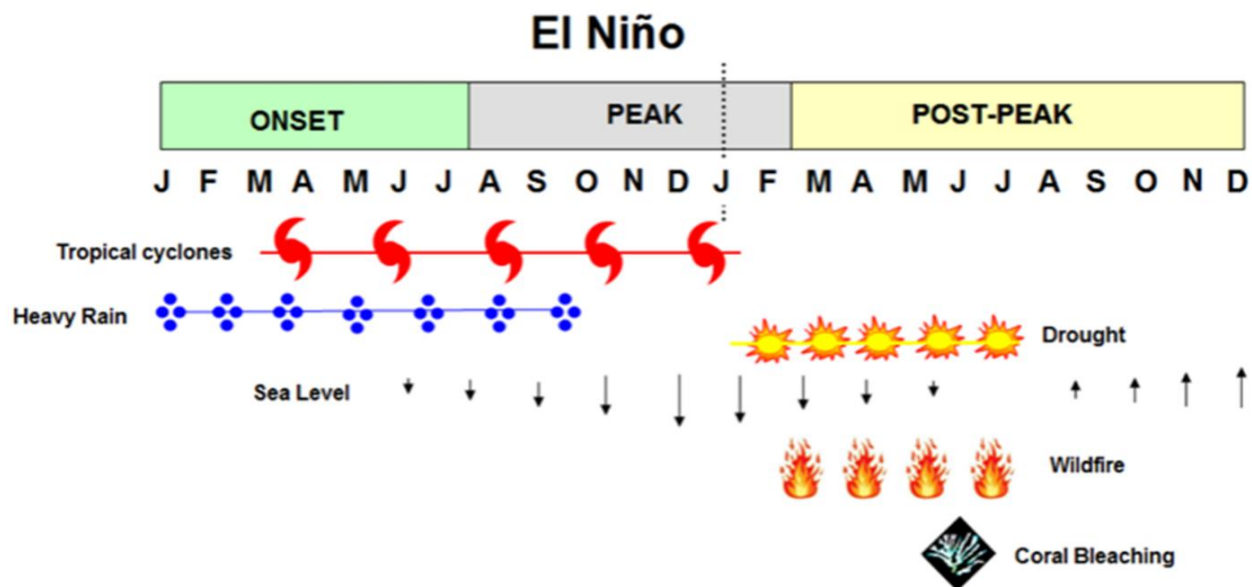 El Niño
ONSET PEAK POST-PEAK
J F M A M J J A S O N D J F M A M J J A S O N D
Tropical cyclones
Heavy Rain
Drought
Sea Level
Wildfire
Coral Bleaching